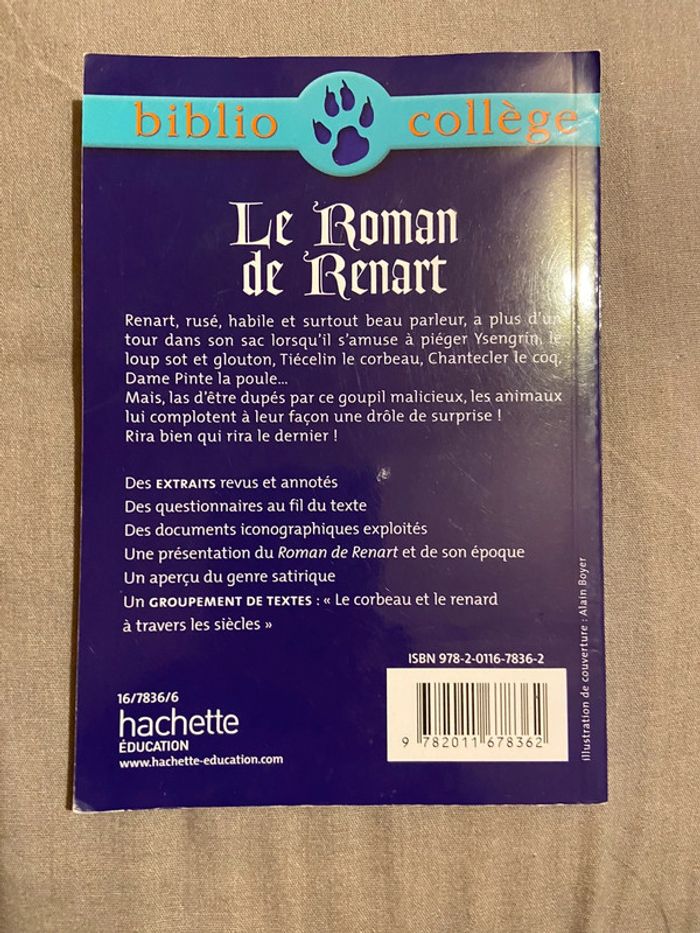 biblio collège
Le Roman
de Renart
Renart, rusé, habile et surtout beau parleur, a plus d'un
tour dans son sac lorsqu'il s'amuse à piéger Ysengrin, le
loup sot et glouton, Tiécelin le corbeau, Chantecler le coq,
Dame Pinte la poule...
Mais, las d'être dupés par ce goupil malicieux, les animaux
lui complotent à leur façon une drôle de surprise !
Rira bien qui rira le dernier !
Des EXTRAITS revus et annotés
Des questionnaires au fil du texte
Des documents iconographiques exploités
Une présentation du Roman de Renart et de son époque
Un aperçu du genre satirique
Un GROUPEMENT DE TEXTES : « Le corbeau et le renard
à travers les siècles »
illustration de couverture : Alain Boyer
ISBN 978-2-0116-7836-2
9 782011 678362
16/7836/6
hachette
ÉDUCATION
www.hachette-education.com